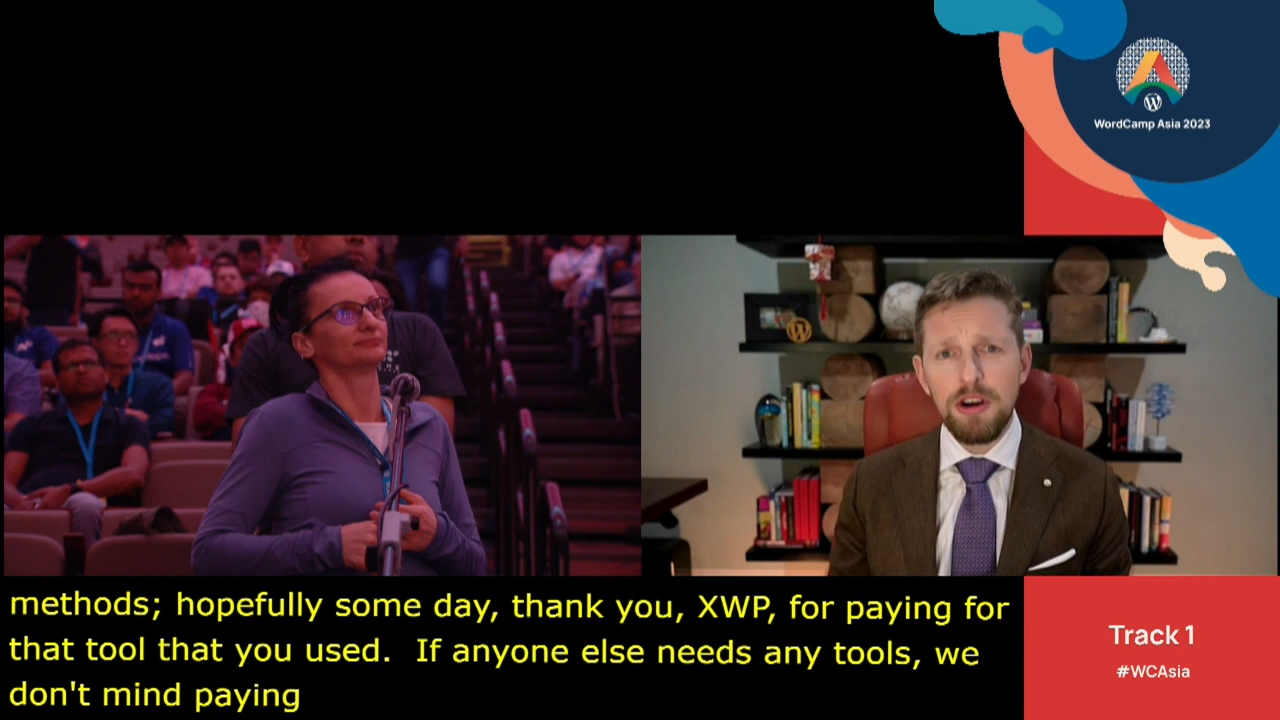 WordCamp Asia 2023
methods; hopefully some day, thank you, XWP, for paying for
that tool that you used.  If anyone else needs any tools, we
don't mind paying
Track 1
#WCAsia